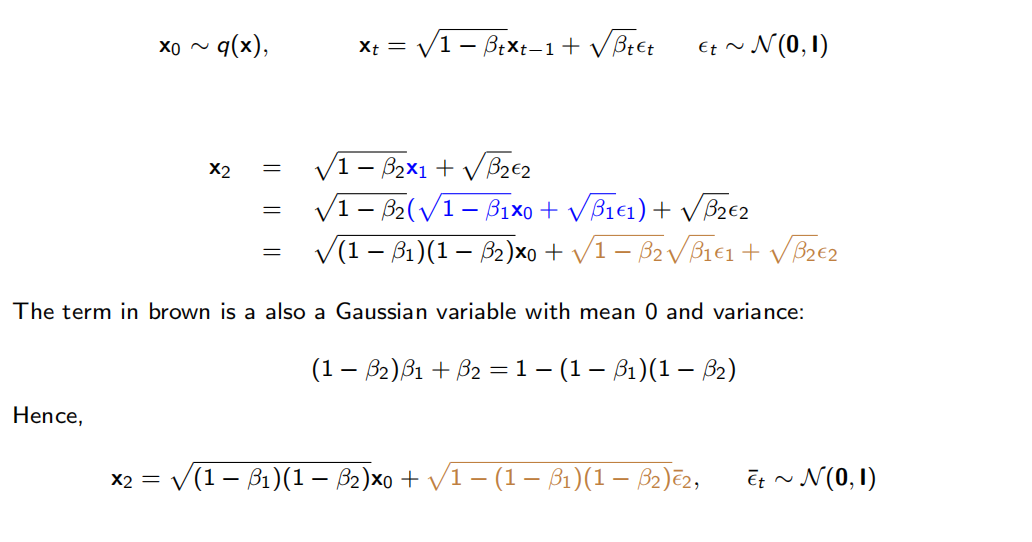 x₀ ∼ q(x), xₜ = √(1 − βₜ)xₜ₋₁ + √(βₜ)ϵₜ ϵₜ ∼ 𝒩(0, I)
x₂ = √(1 − β₂)x₁ + √(β₂)ϵ₂
= √(1 − β₂)(√(1 − β₁)x₀ + √(β₁)ϵ₁) + √(β₂)ϵ₂
= √((1 − β₁)(1 − β₂))x₀ + √(1 − β₂)√(β₁)ϵ₁ + √(β₂)ϵ₂
The term in brown is a also a Gaussian variable with mean 0 and variance:
(1 − β₂)β₁ + β₂ = 1 − (1 − β₁)(1 − β₂)
Hence,
x₂ = √((1 − β₁)(1 − β₂))x₀ + √(1 − (1 − β₁)(1 − β₂))ϵ̄₂, ϵ̄ₜ ∼ 𝒩(0, I)